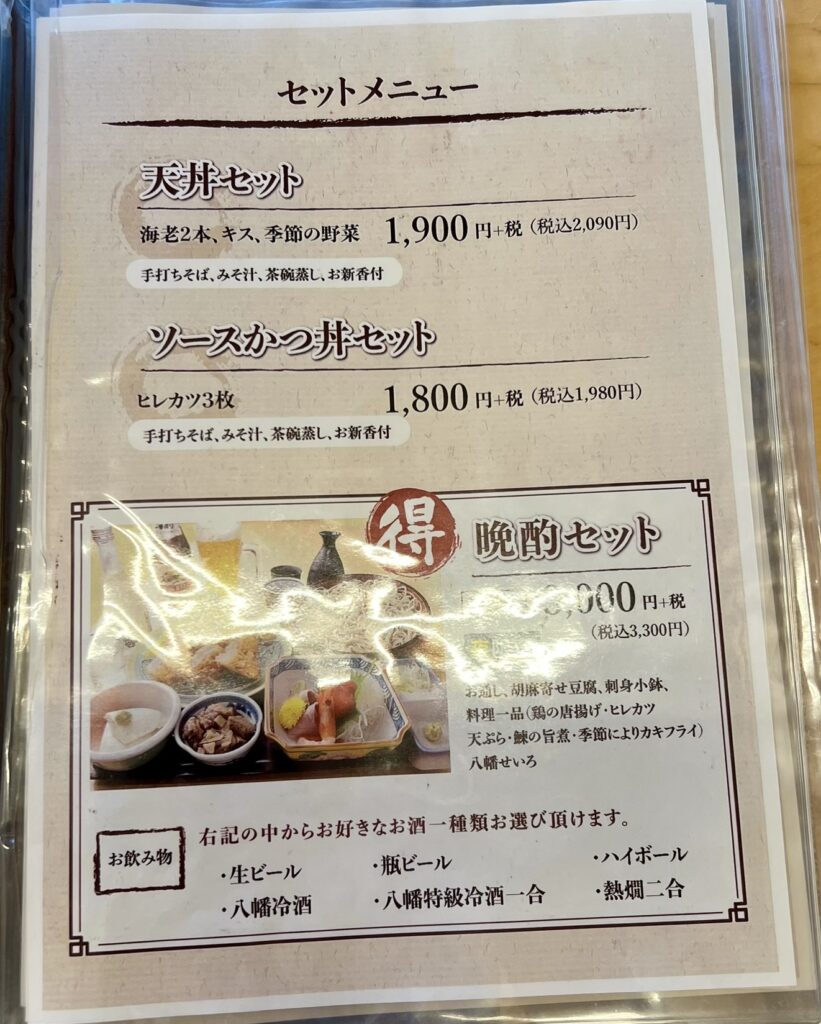 セットメニュー
天丼セット
海老2本、キス、季節の野菜 1,900円+税(税込2,090円)
手打ちそば、みそ汁、茶碗蒸し、お新香付
ソースかつ丼セット
ヒレカツ3枚 1,800円+税(税込1,980円)
手打ちそば、みそ汁、茶碗蒸し、お新香付
得 晩酌セット
3,000円+税
(税込3,300円)
お通し、胡麻寄せ豆腐、刺身小鉢、
料理一品(鶏の唐揚げ・ヒレカツ
天ぷら・鰊の旨煮・季節によりカキフライ)
八幡せいろ
お飲み物
右記の中からお好きなお酒一種類お選び頂けます。
・生ビール ・瓶ビール ・ハイボール
・八幡冷酒 ・八幡特級冷酒一合 ・熱燗二合